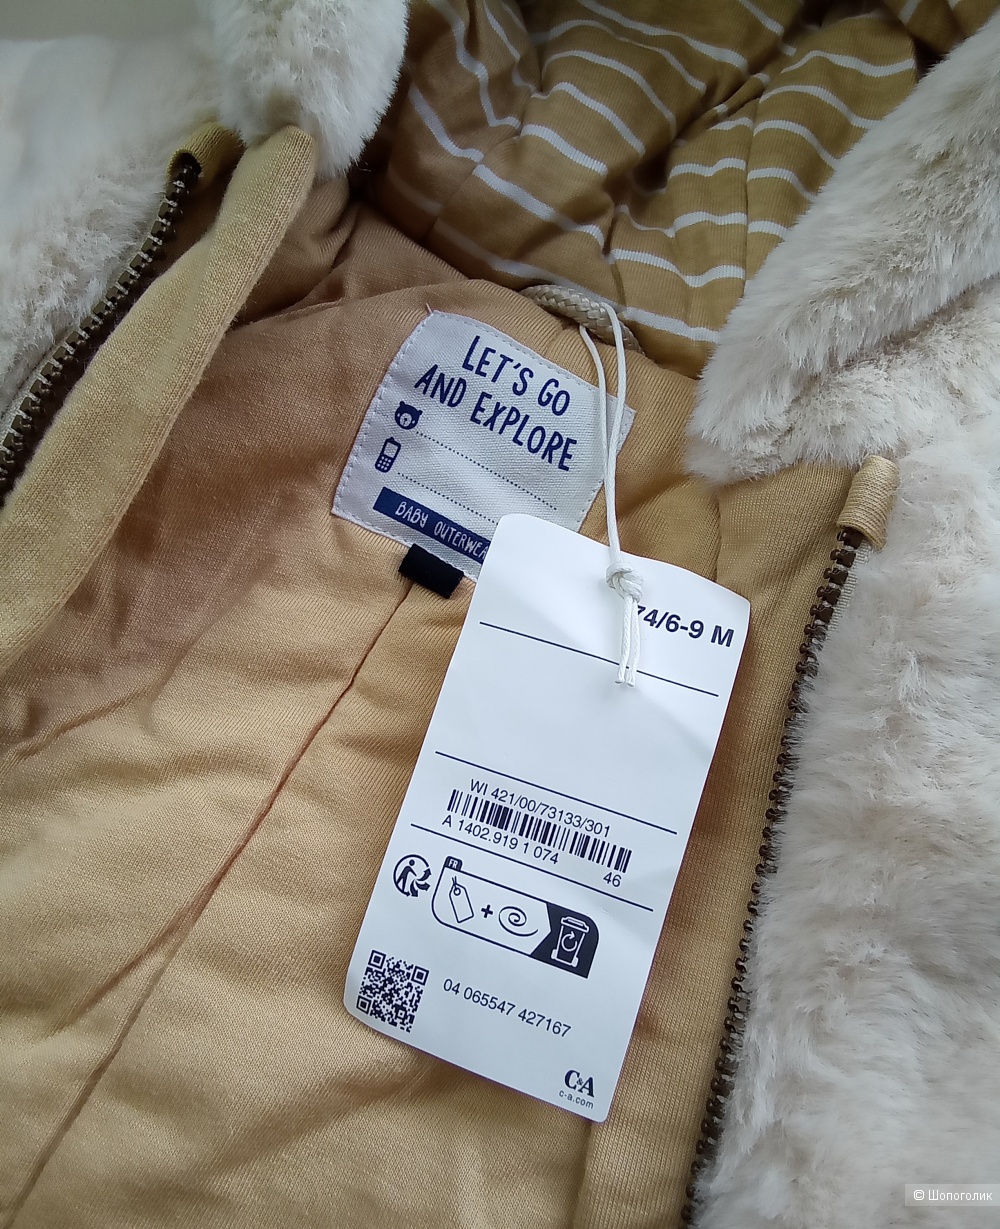 LET'S GO
AND EXPLORE
BABY OUTERWEA
74/6-9 M
WI 421/00/73133/301
A 1402.919 1 074
46
FR
04 065547 427167
C&A
c-a.com
© Шопоголик